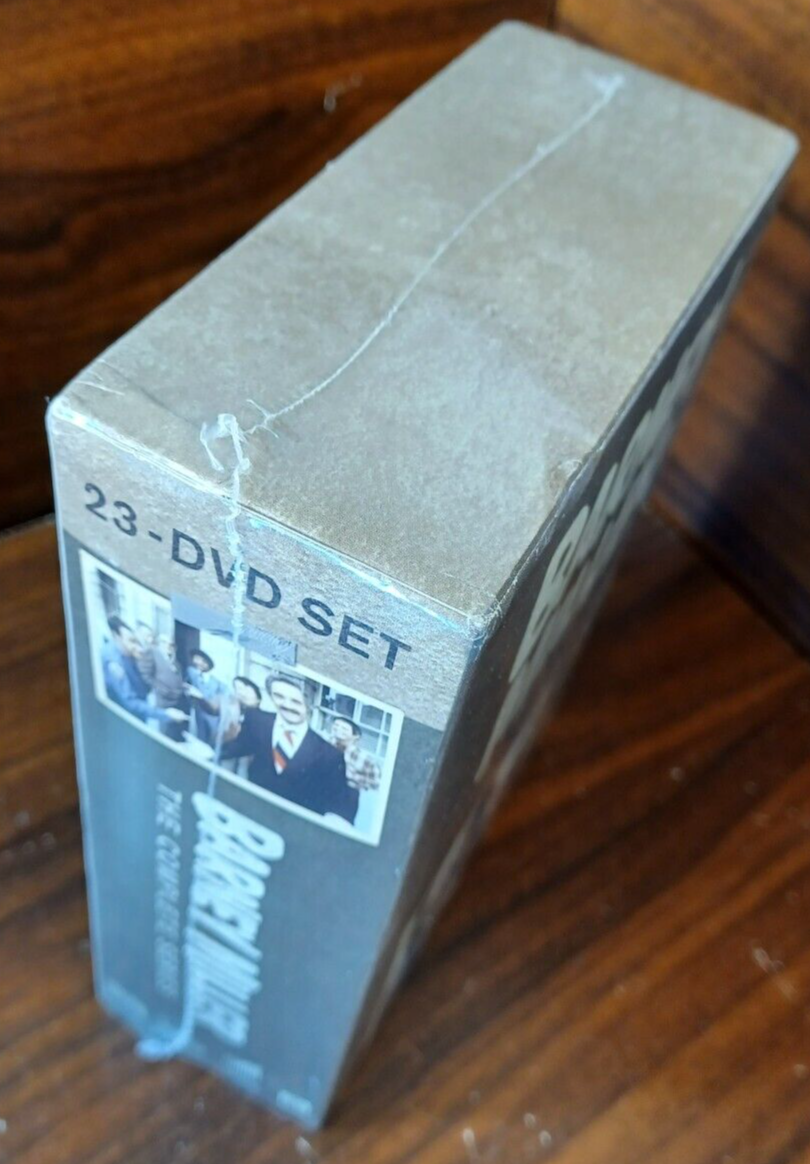 23-DVD SET
BARNEY MILLER
THE COMPLETE SERIES